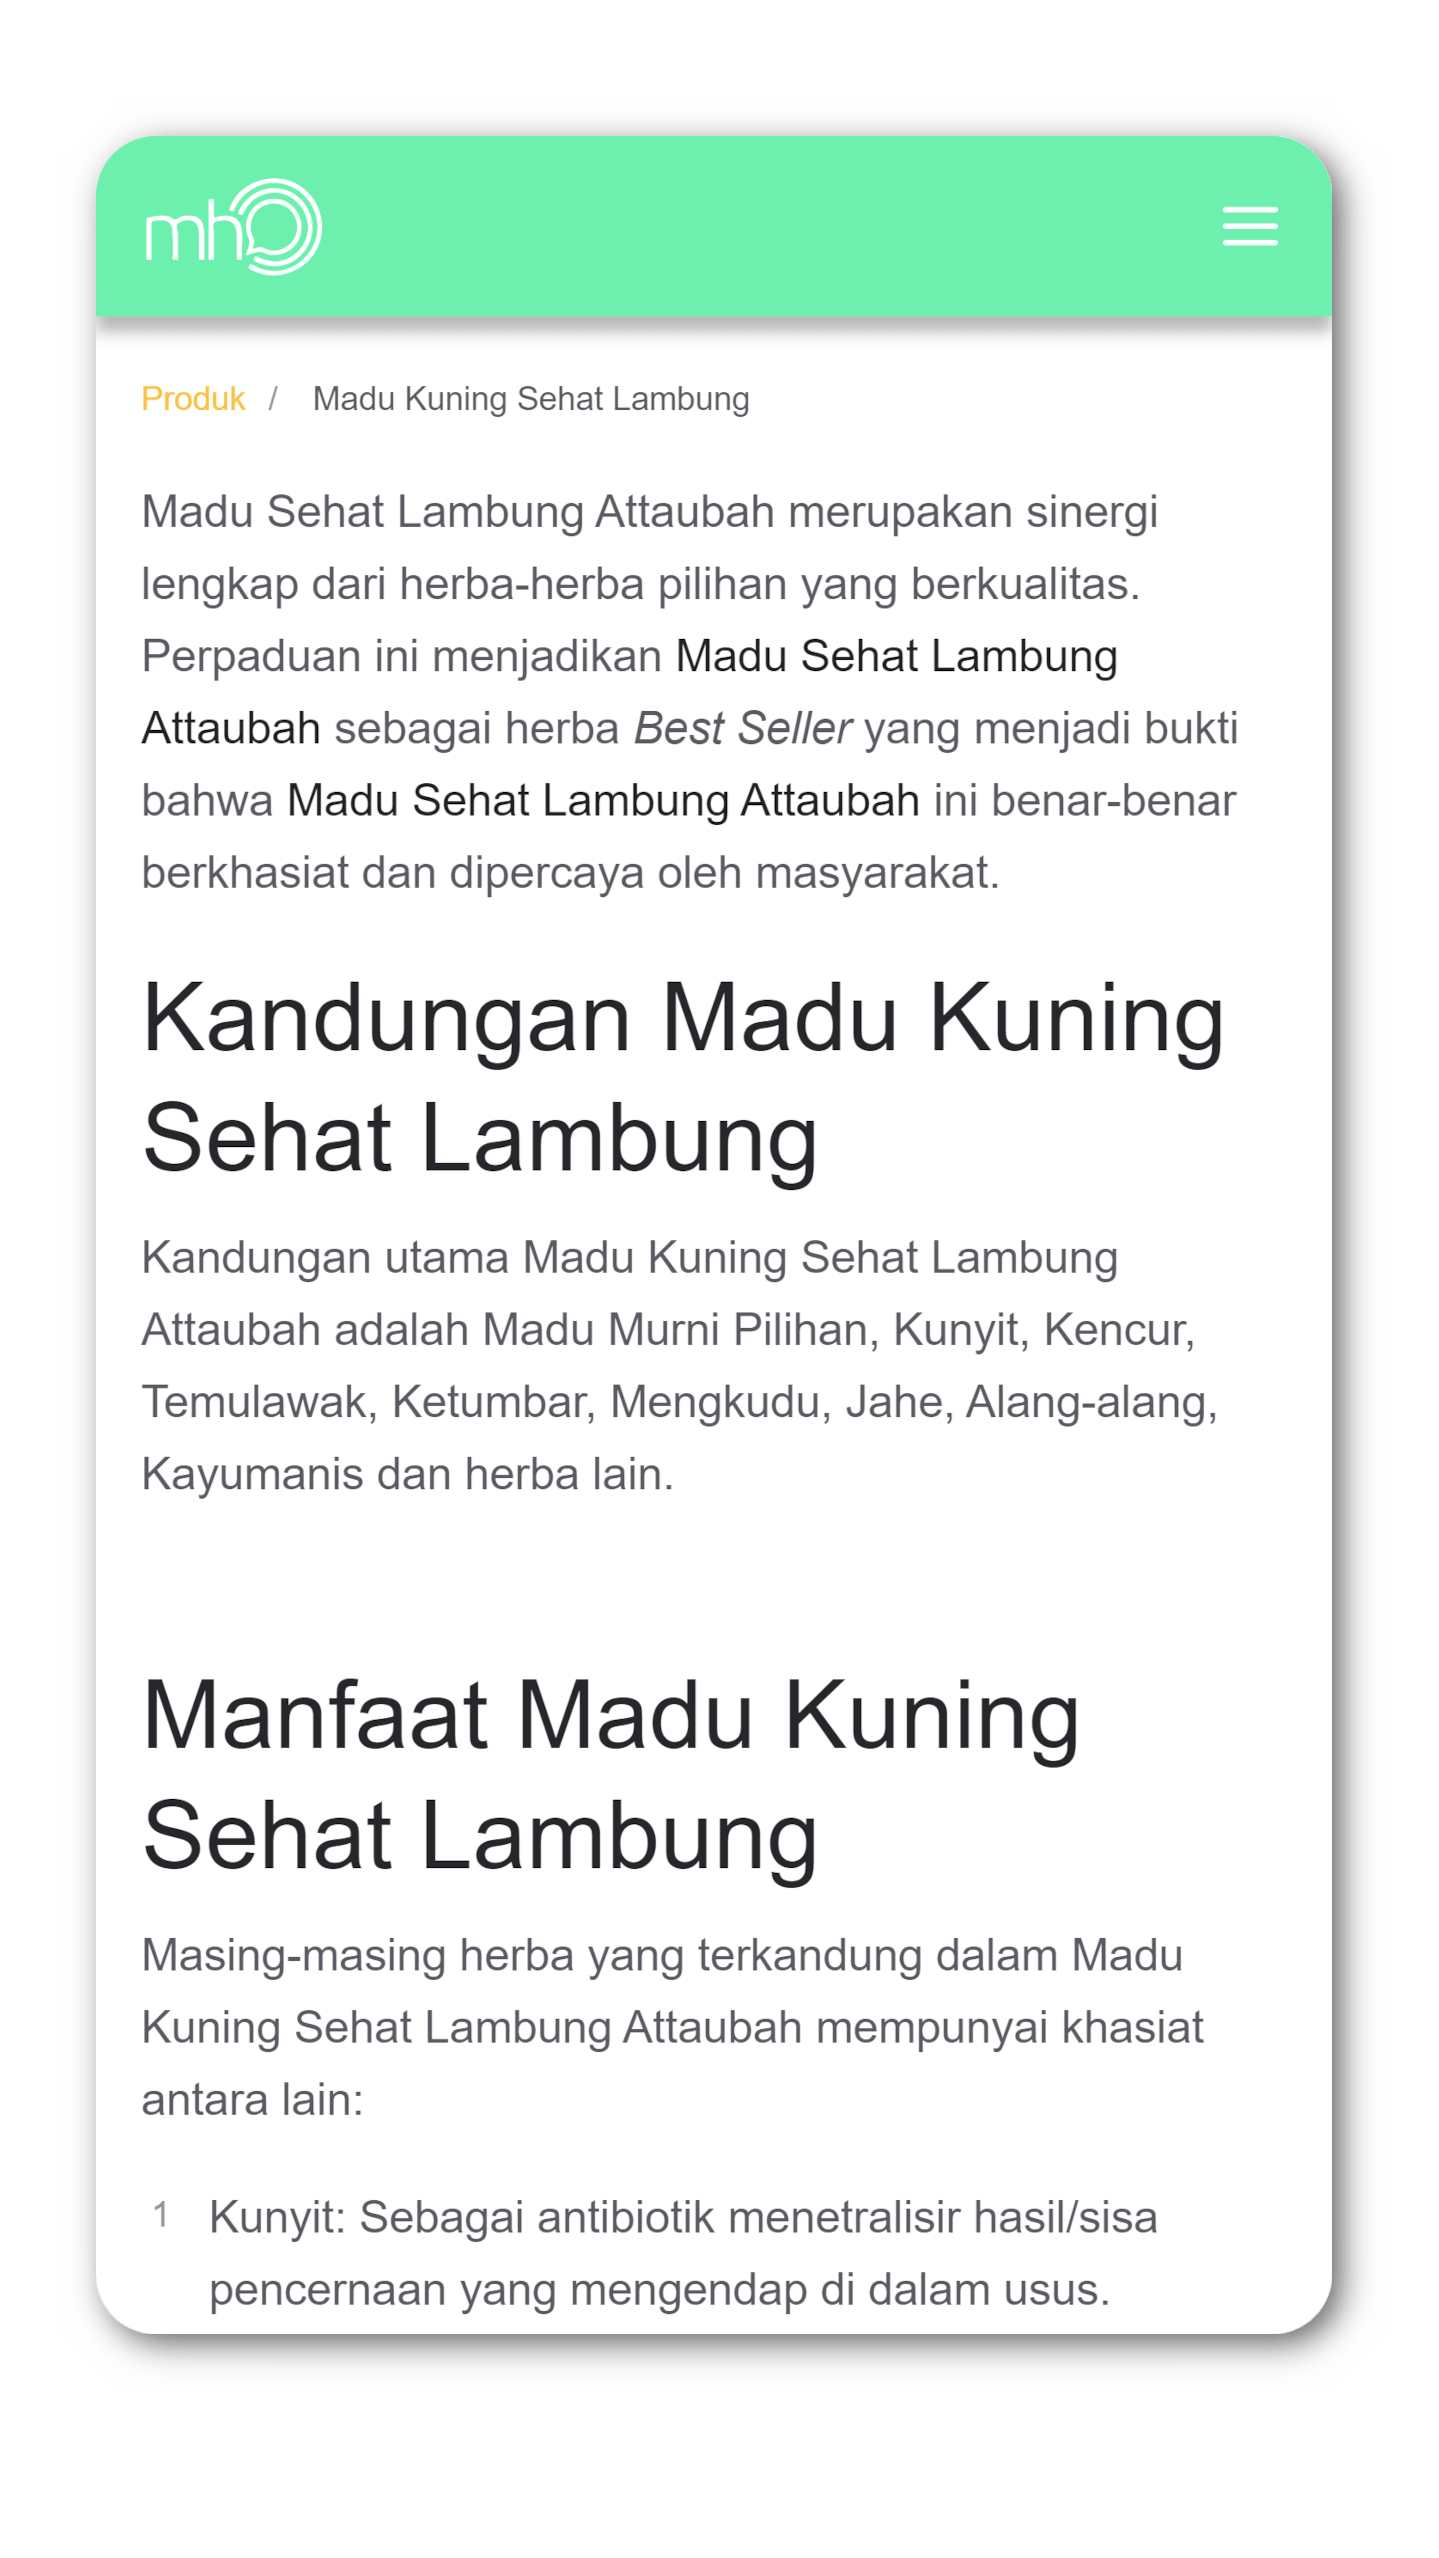 mho
Produk / Madu Kuning Sehat Lambung
Madu Sehat Lambung Attaubah merupakan sinergi
lengkap dari herba-herba pilihan yang berkualitas.
Perpaduan ini menjadikan Madu Sehat Lambung
Attaubah sebagai herba Best Seller yang menjadi bukti
bahwa Madu Sehat Lambung Attaubah ini benar-benar
berkhasiat dan dipercaya oleh masyarakat.
Kandungan Madu Kuning
Sehat Lambung
Kandungan utama Madu Kuning Sehat Lambung
Attaubah adalah Madu Murni Pilihan, Kunyit, Kencur,
Temulawak, Ketumbar, Mengkudu, Jahe, Alang-alang,
Kayumanis dan herba lain.
Manfaat Madu Kuning
Sehat Lambung
Masing-masing herba yang terkandung dalam Madu
Kuning Sehat Lambung Attaubah mempunyai khasiat
antara lain:
1 Kunyit: Sebagai antibiotik menetralisir hasil/sisa
pencernaan yang mengendap di dalam usus.